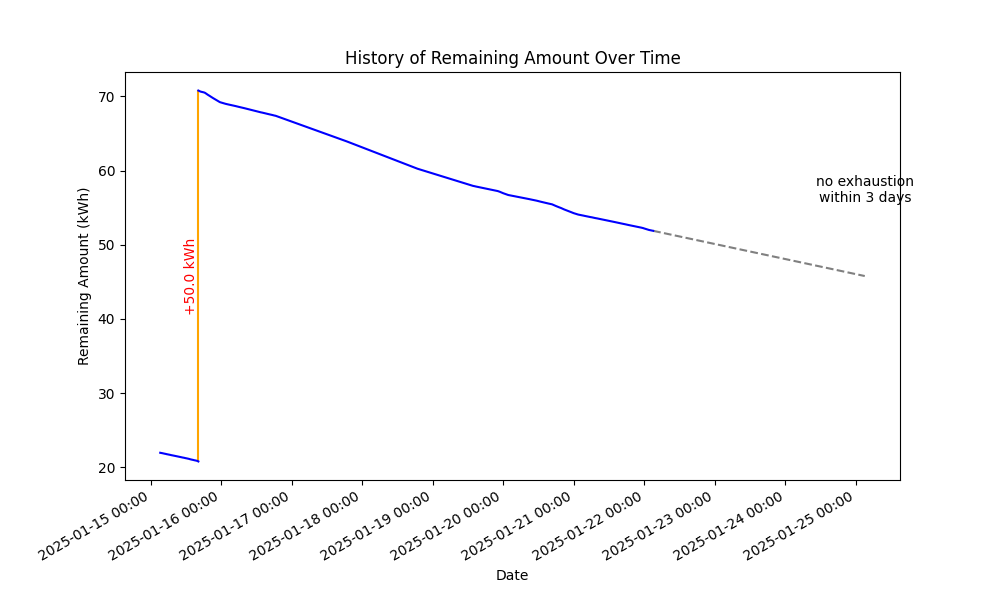 History of Remaining Amount Over Time
Remaining Amount (kWh)
70
60
50
40
30
20
+50.0 kWh
no exhaustion
within 3 days
2025-01-15 00:00
2025-01-16 00:00
2025-01-17 00:00
2025-01-18 00:00
2025-01-19 00:00
2025-01-20 00:00
2025-01-21 00:00
2025-01-22 00:00
2025-01-23 00:00
2025-01-24 00:00
2025-01-25 00:00
Date